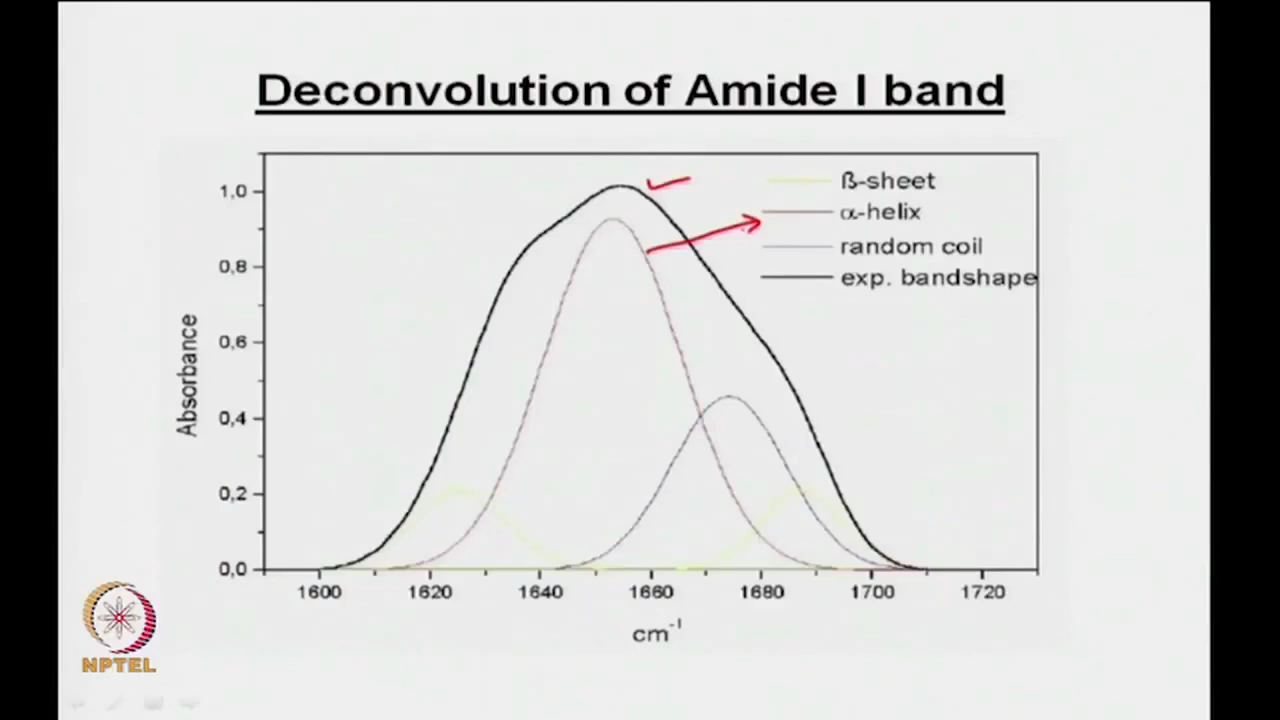 Deconvolution of Amide I band
ß-sheet
α-helix
random coil
exp. bandshape
Absorbance
1,0
0,8
0,6
0,4
0,2
0,0
1600 1620 1640 1660 1680 1700 1720
cm-1
NPTEL